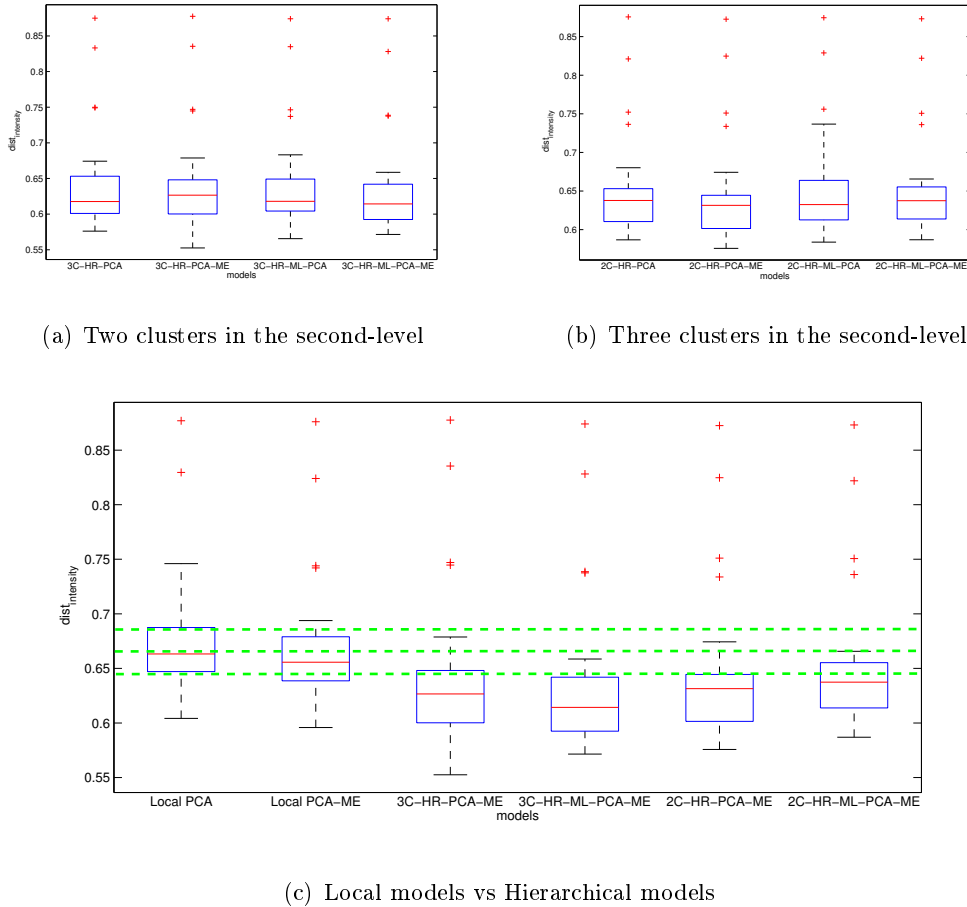 0.85
0.8
0.75
0.7
0.65
0.6
0.55
dist_intensity
3C-HR-PCA 3C-HR-PCA-ME 3C-HR-ML-PCA 3C-HR-ML-PCA-ME
models
(a) Two clusters in the second-level
0.85
0.8
0.75
0.7
0.65
0.6
dist_intensity
2C-HR-PCA 2C-HR-PCA-ME 2C-HR-ML-PCA 2C-HR-ML-PCA-ME
models
(b) Three clusters in the second-level
0.85
0.8
0.75
0.7
0.65
0.6
0.55
dist_intensity
Local PCA Local PCA-ME 3C-HR-PCA-ME 3C-HR-ML-PCA-ME 2C-HR-PCA-ME 2C-HR-ML-PCA-ME
models
(c) Local models vs Hierarchical models